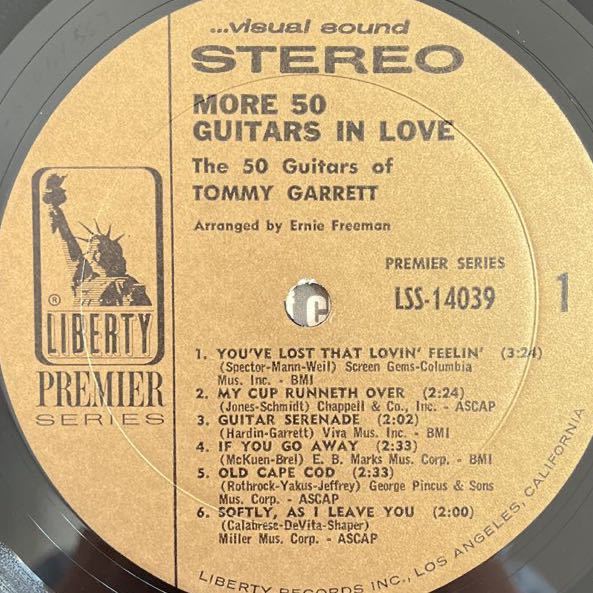 ...visual sound
STEREO
MORE 50
GUITARS IN LOVE
The 50 Guitars of
TOMMY GARRETT
Arranged by Ernie Freeman
PREMIER SERIES
LSS-14039
1
®
LIBERTY
PREMIER
SERIES
1. YOU'VE LOST THAT LOVIN' FEELIN' (3:24)
(Spector-Mann-Weil) Screen Gems-Columbia
Mus. Inc. - BMI
2. MY CUP RUNNETH OVER (2:24)
(Jones-Schmidt) Chappell & Co., Inc. - ASCAP
3. GUITAR SERENADE (2:02)
(Hardin-Garrett) Viva Mus. Inc. - BMI
4. IF YOU GO AWAY (2:33)
(McKuen-Brel) E. B. Marks Mus. Corp. - BMI
5. OLD CAPE COD (2:33)
(Rothrock-Yakus-Jeffrey) George Pincus & Sons
Mus. Corp. - ASCAP
6. SOFTLY, AS I LEAVE YOU (2:00)
(Calabrese-DeVita-Shaper)
Miller Mus. Corp. - ASCAP
LIBERTY RECORDS INC., LOS ANGELES, CALIFORNIA